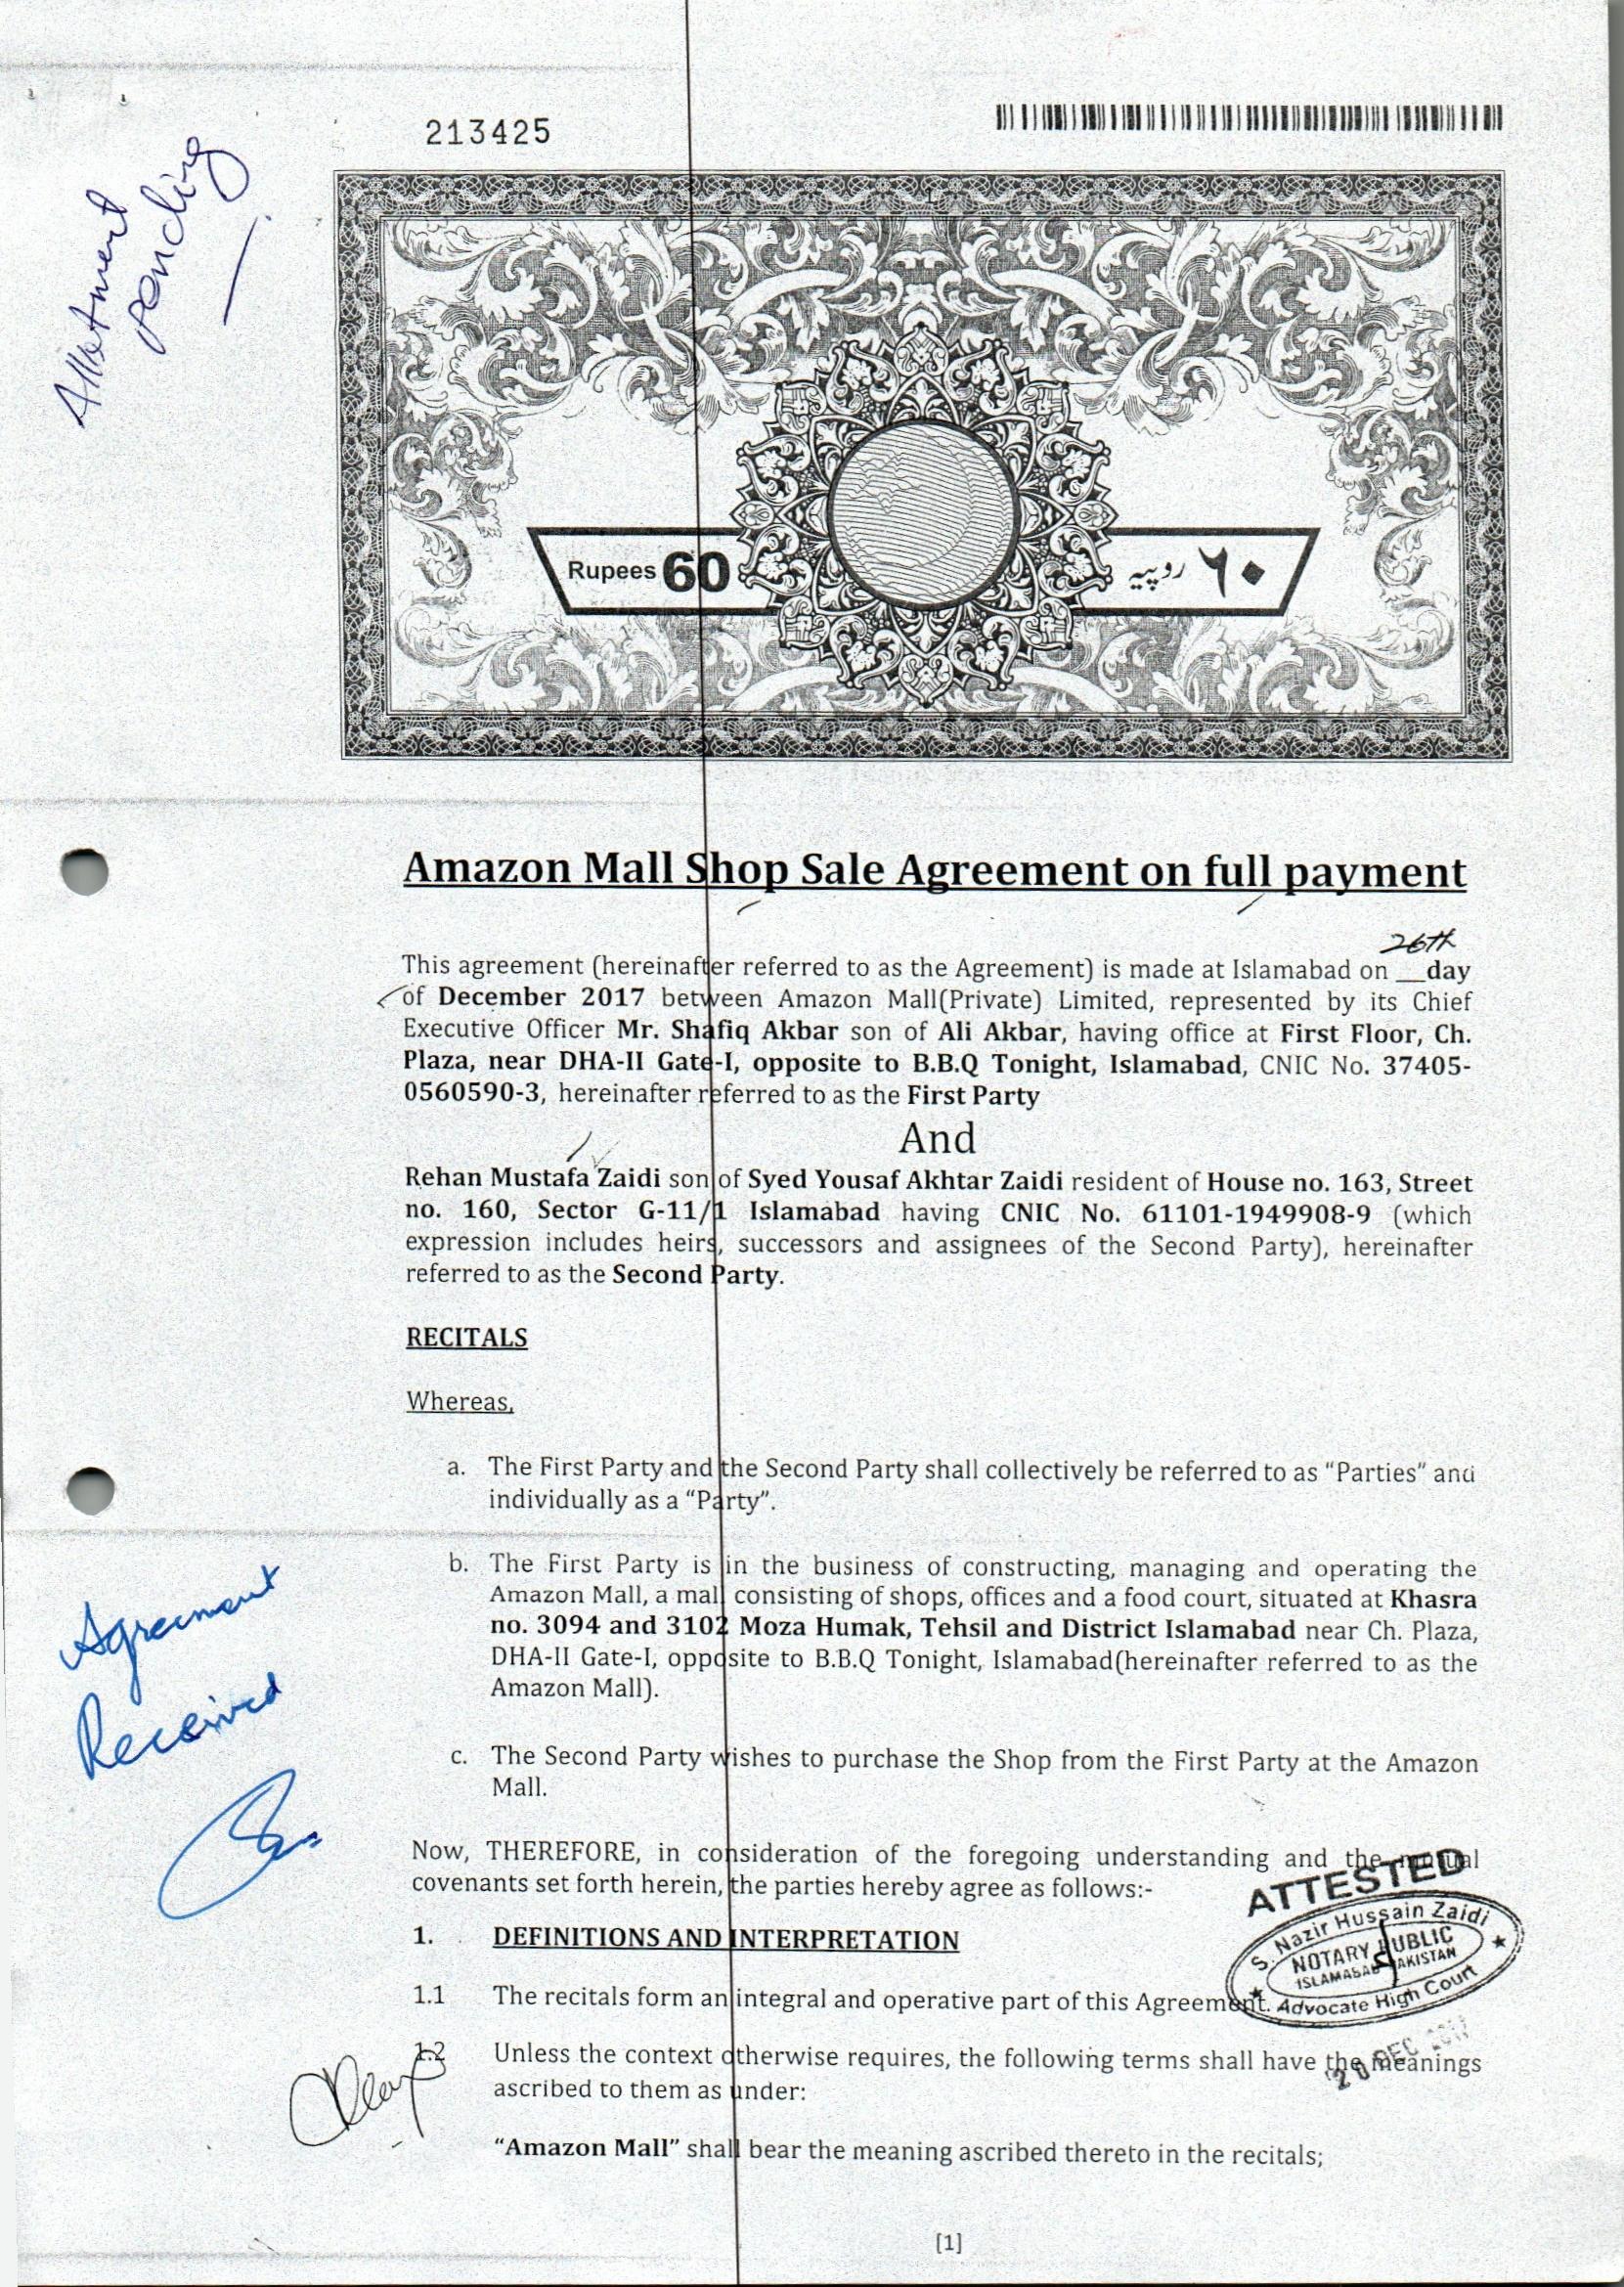 213425
Allotment
pending
Rupees 60
۶۰ روپیہ
Amazon Mall Shop Sale Agreement on full payment
26th
This agreement (hereinafter referred to as the Agreement) is made at Islamabad on __day
of December 2017 between Amazon Mall(Private) Limited, represented by its Chief
Executive Officer Mr. Shafiq Akbar son of Ali Akbar, having office at First Floor, Ch.
Plaza, near DHA-II Gate-I, opposite to B.B.Q Tonight, Islamabad, CNIC No. 37405-
0560590-3, hereinafter referred to as the First Party
And
Rehan Mustafa Zaidi son of Syed Yousaf Akhtar Zaidi resident of House no. 163, Street
no. 160, Sector G-11/1 Islamabad having CNIC No. 61101-1949908-9 (which
expression includes heirs, successors and assignees of the Second Party), hereinafter
referred to as the Second Party.
RECITALS
Whereas,
a. The First Party and the Second Party shall collectively be referred to as “Parties” and
individually as a “Party”.
b. The First Party is in the business of constructing, managing and operating the
Amazon Mall, a mall consisting of shops, offices and a food court, situated at Khasra
no. 3094 and 3102 Moza Humak, Tehsil and District Islamabad near Ch. Plaza,
DHA-II Gate-I, opposite to B.B.Q Tonight, Islamabad(hereinafter referred to as the
Amazon Mall).
Agreement
Received
c. The Second Party wishes to purchase the Shop from the First Party at the Amazon
Mall.
Now, THEREFORE, in consideration of the foregoing understanding and the mutual
covenants set forth herein, the parties hereby agree as follows:-
ATTESTED
S. Nazir Hussain Zaidi
NOTARY PUBLIC
ISLAMABAD PAKISTAN
Advocate High Court
20 DEC 2017
1. DEFINITIONS AND INTERPRETATION
1.1 The recitals form an integral and operative part of this Agreement.
1.2 Unless the context otherwise requires, the following terms shall have the meanings
ascribed to them as under:
“Amazon Mall” shall bear the meaning ascribed thereto in the recitals;
[1]